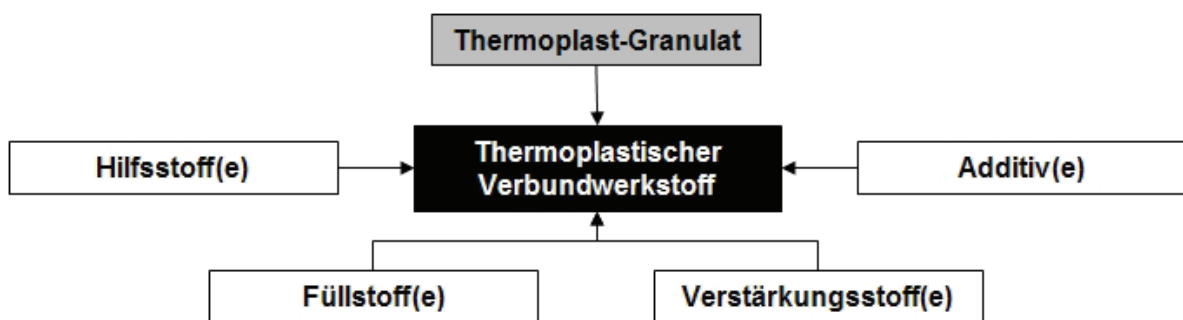 Thermoplast-Granulat
Hilfsstoff(e)
Thermoplastischer
Verbundwerkstoff
Additiv(e)
Füllstoff(e)
Verstärkungsstoff(e)